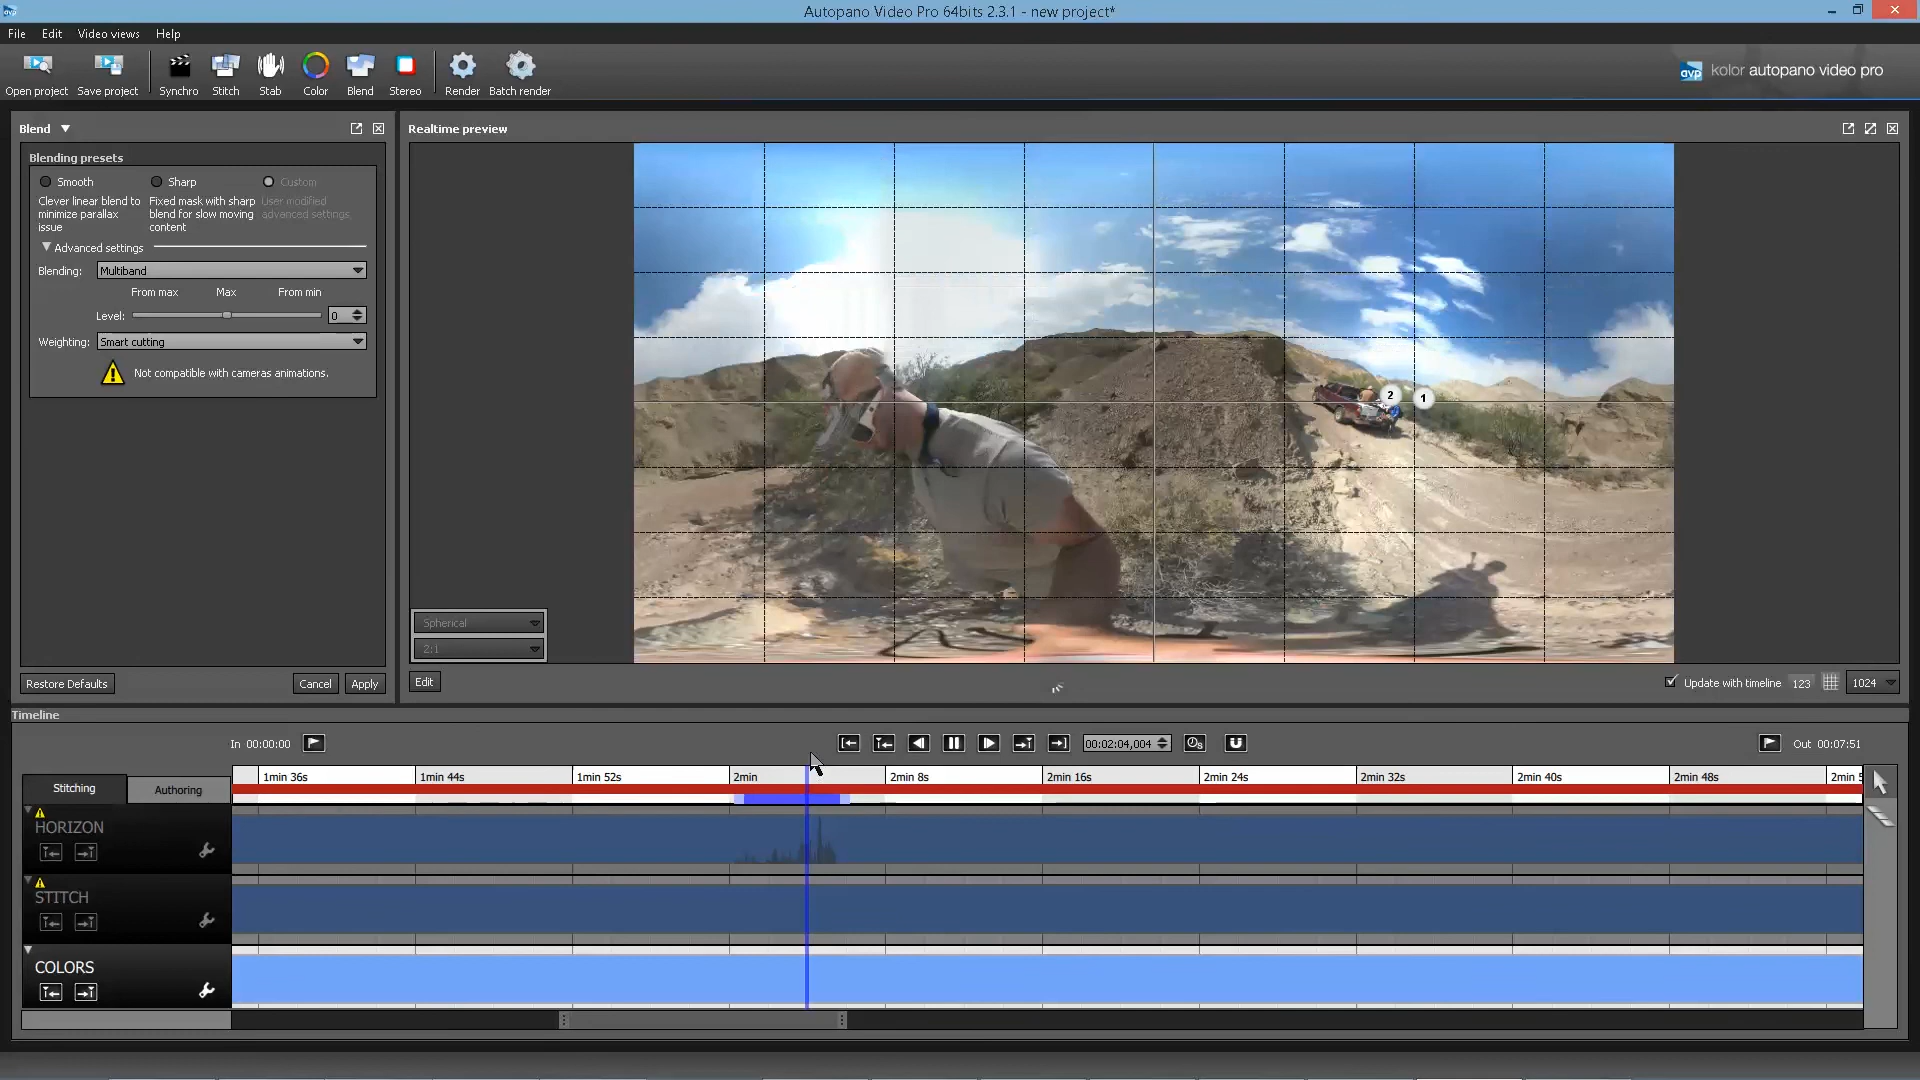 avp
Autopano Video Pro 64bits 2.3.1 - new project*
File Edit Video views Help
Open project Save project Synchro Stitch Stab Color Blend Stereo Render Batch render
avp kolor autopano video pro
Blend
Realtime preview
Blending presets
Smooth Sharp Custom
Clever linear blend to minimize parallax issue
Fixed mask with sharp blend for slow moving content
User modified advanced settings
Advanced settings
Blending: Multiband
From max Max From min
Level: 0
Weighting: Smart cutting
Not compatible with cameras animations.
2 1
Spherical
2:1
Restore Defaults Cancel Apply
Edit
Update with timeline 123 1024
Timeline
In 00:00:00
00:02:04,004
Out 00:07:51
1min 36s 1min 44s 1min 52s 2min 2min 8s 2min 16s 2min 24s 2min 32s 2min 40s 2min 48s 2min 5
Stitching Authoring
HORIZON
STITCH
COLORS